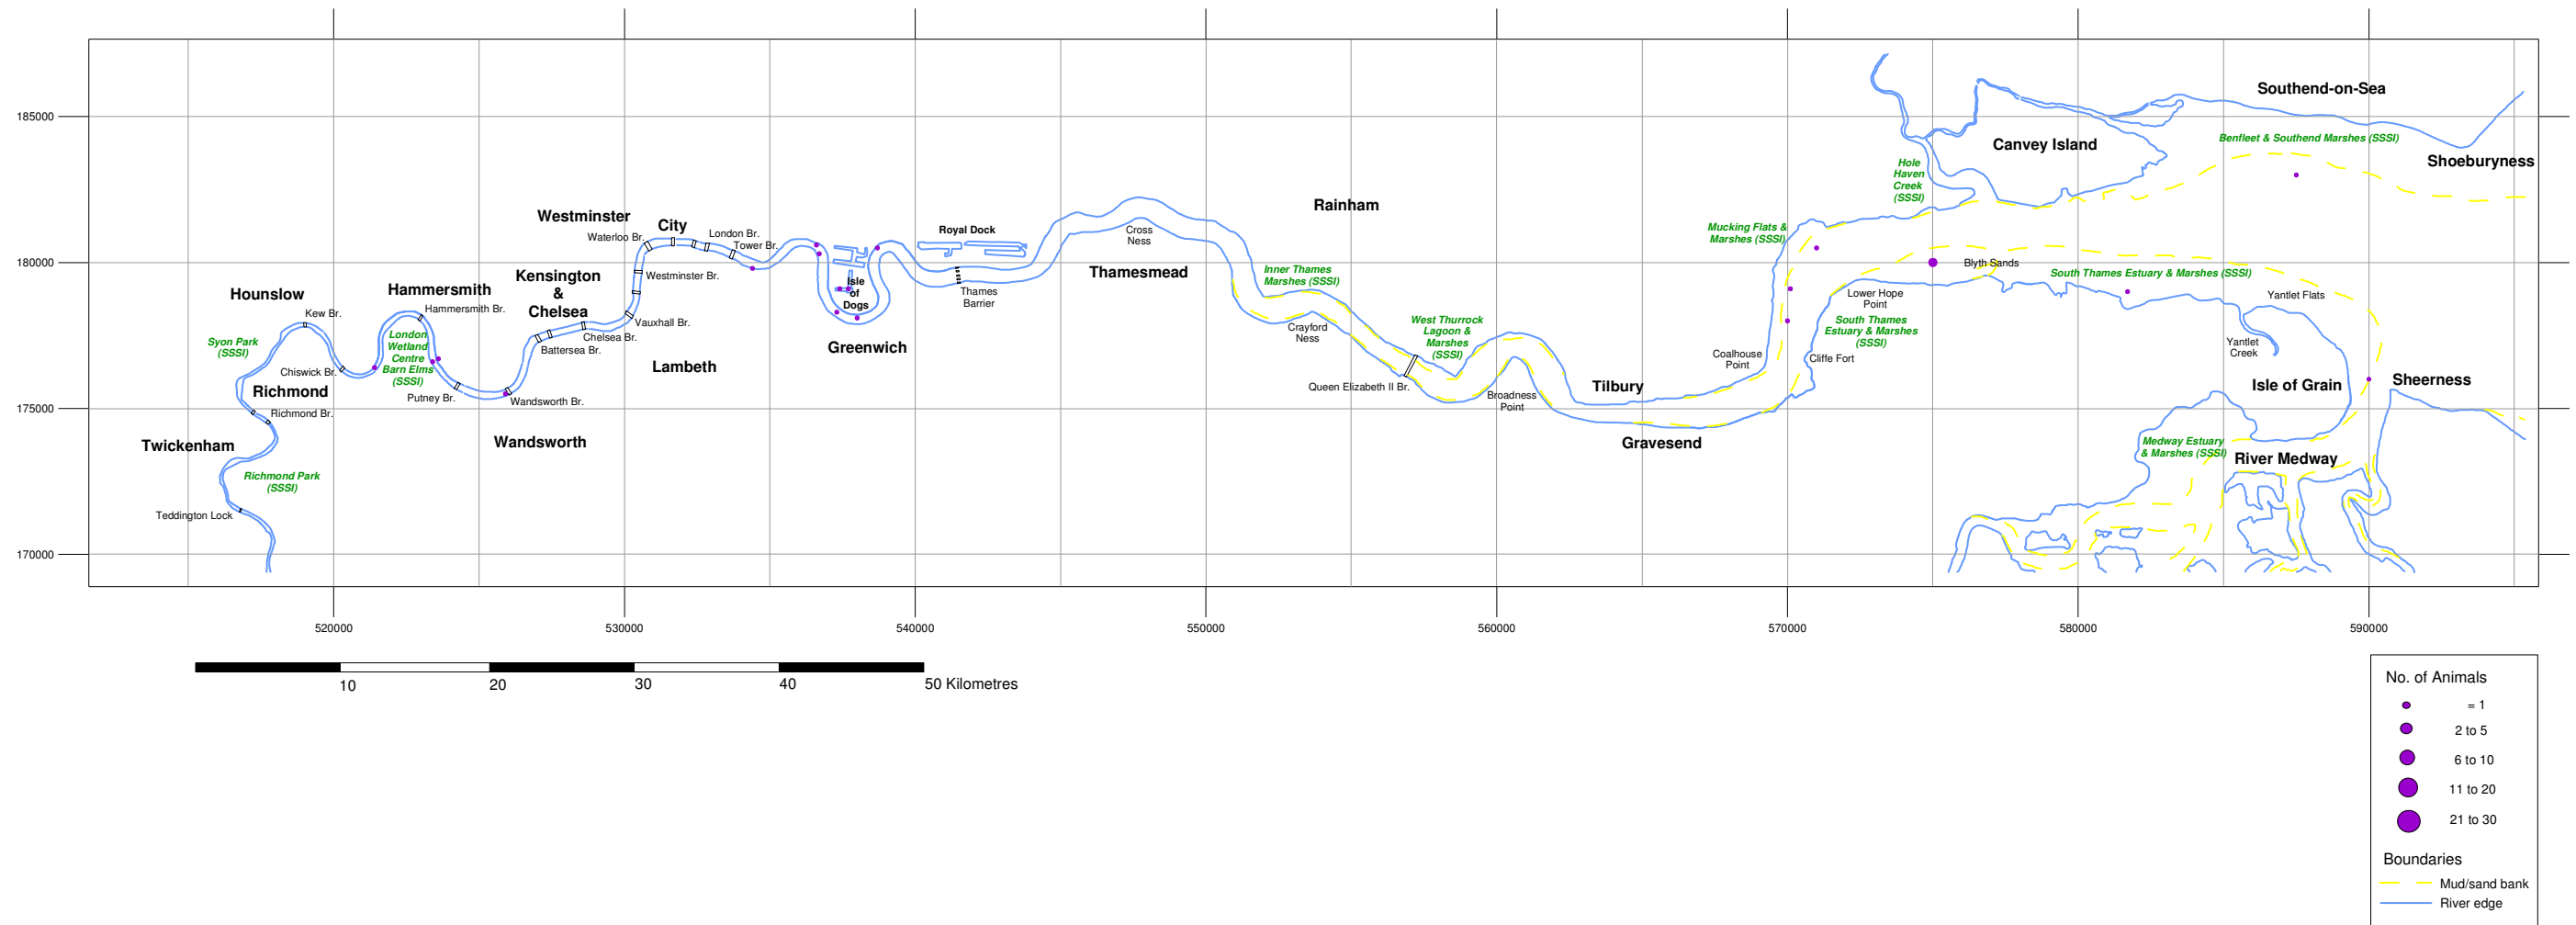 Southend-on-Sea
185000
Benfleet & Southend Marshes (SSSI)
Canvey Island
Shoeburyness
Hole
Haven
Creek
(SSSI)
Rainham
Westminster
City
Waterloo Br.
London Br.
Tower Br.
Royal Dock
Cross
Ness
Mucking Flats &
Marshes (SSSI)
180000
Thamesmead
Inner Thames
Marshes (SSSI)
Blyth Sands
South Thames Estuary & Marshes (SSSI)
Kensington
&
Chelsea
Westminster Br.
Isle
of
Dogs
Thames
Barrier
Hounslow
Hammersmith
Hammersmith Br.
Kew Br.
Vauxhall Br.
Chelsea Br.
Battersea Br.
Lower Hope
Point
Yantlet Flats
Syon Park
(SSSI)
London
Wetland
Centre
Barn Elms
(SSSI)
Greenwich
Crayford
Ness
West Thurrock
Lagoon &
Marshes
(SSSI)
South Thames
Estuary & Marshes
(SSSI)
Yantlet
Creek
Chiswick Br.
Lambeth
Coalhouse
Point
Cliffe Fort
Richmond
Putney Br.
Wandsworth Br.
Queen Elizabeth II Br.
Broadness
Point
Tilbury
Isle of Grain
Sheerness
175000
Richmond Br.
Twickenham
Wandsworth
Gravesend
Medway Estuary
& Marshes (SSSI)
River Medway
Richmond Park
(SSSI)
Teddington Lock
170000
520000
530000
540000
550000
560000
570000
580000
590000
10
20
30
40
50 Kilometres
No. of Animals
= 1
2 to 5
6 to 10
11 to 20
21 to 30
Boundaries
Mud/sand bank
River edge